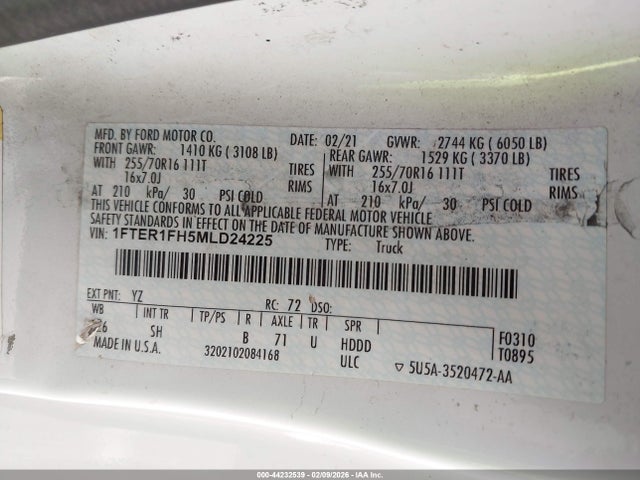 MFD. BY FORD MOTOR CO. DATE: 02/21 GVWR: 2744 KG ( 6050 LB)
FRONT GAWR: 1410 KG ( 3108 LB) REAR GAWR: 1529 KG ( 3370 LB)
WITH 255/70R16 111T TIRES WITH 255/70R16 111T TIRES
16x7.0J RIMS 16x7.0J RIMS
AT 210 kPa/ 30 PSI COLD AT 210 kPa/ 30 PSI COLD
THIS VEHICLE CONFORMS TO ALL APPLICABLE FEDERAL MOTOR VEHICLE
SAFETY STANDARDS IN EFFECT ON THE DATE OF MANUFACTURE SHOWN ABOVE.
VIN: 1FTER1FH5MLD24225 TYPE: Truck
EXT PNT: YZ RC: 72 DSO:
WB INT TR TP/PS R AXLE TR SPR
SH B 71 U HDDD F0310
T0895
MADE IN U.S.A. 3202102084168 ULC 5U5A-3520472-AA
000-44232539 - 02/09/2026 - IAAI.COM